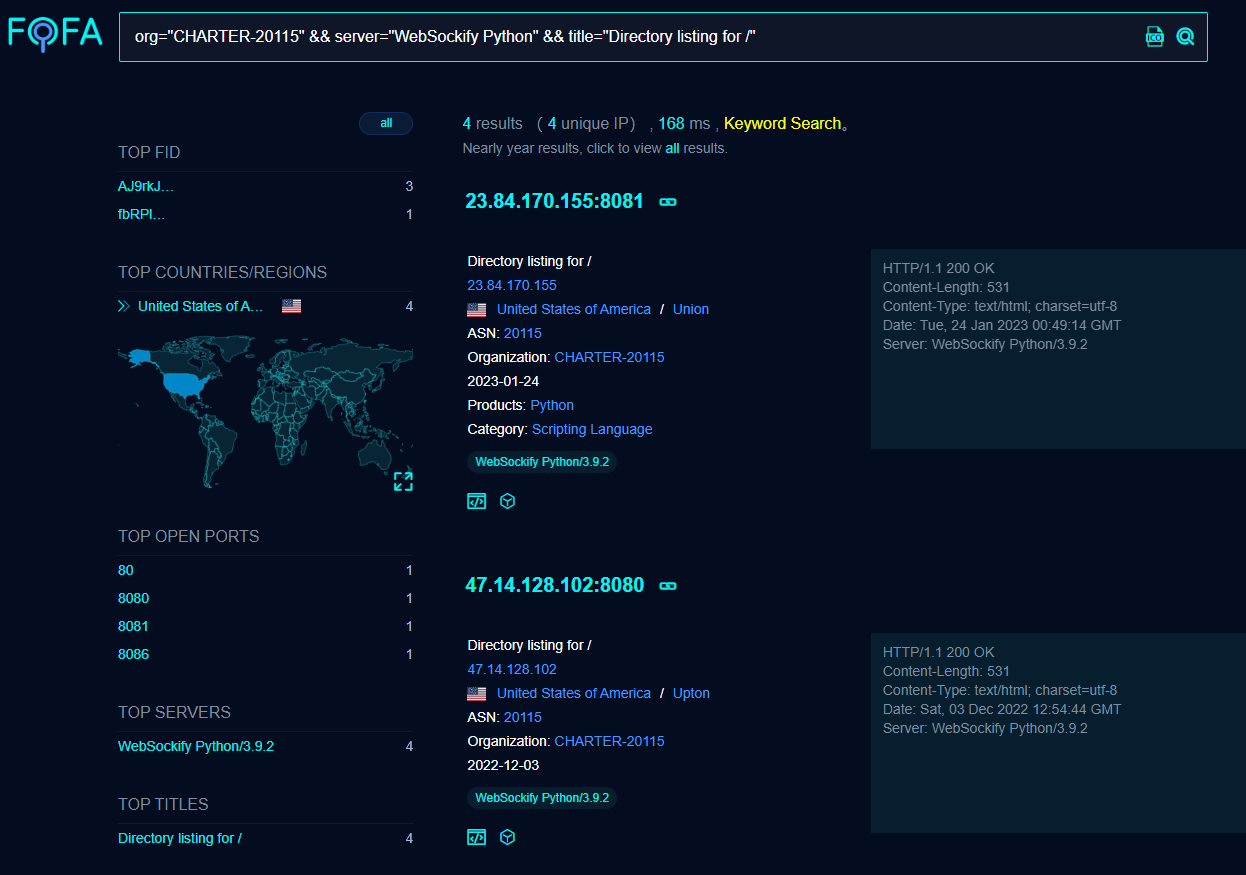 FOFA
org="CHARTER-20115" && server="WebSockify Python" && title="Directory listing for /"
ICO
all
TOP FID
AJ9rkJ... 3
fbRPI... 1
TOP COUNTRIES/REGIONS
United States of A... 4
TOP OPEN PORTS
80 1
8080 1
8081 1
8086 1
TOP SERVERS
WebSockify Python/3.9.2 4
TOP TITLES
Directory listing for / 4
4 results ( 4 unique IP) , 168 ms , Keyword Search。
Nearly year results, click to view all results.
23.84.170.155:8081
Directory listing for /
23.84.170.155
United States of America / Union
ASN: 20115
Organization: CHARTER-20115
2023-01-24
Products: Python
Category: Scripting Language
WebSockify Python/3.9.2
HTTP/1.1 200 OK
Content-Length: 531
Content-Type: text/html; charset=utf-8
Date: Tue, 24 Jan 2023 00:49:14 GMT
Server: WebSockify Python/3.9.2
47.14.128.102:8080
Directory listing for /
47.14.128.102
United States of America / Upton
ASN: 20115
Organization: CHARTER-20115
2022-12-03
WebSockify Python/3.9.2
HTTP/1.1 200 OK
Content-Length: 531
Content-Type: text/html; charset=utf-8
Date: Sat, 03 Dec 2022 12:54:44 GMT
Server: WebSockify Python/3.9.2